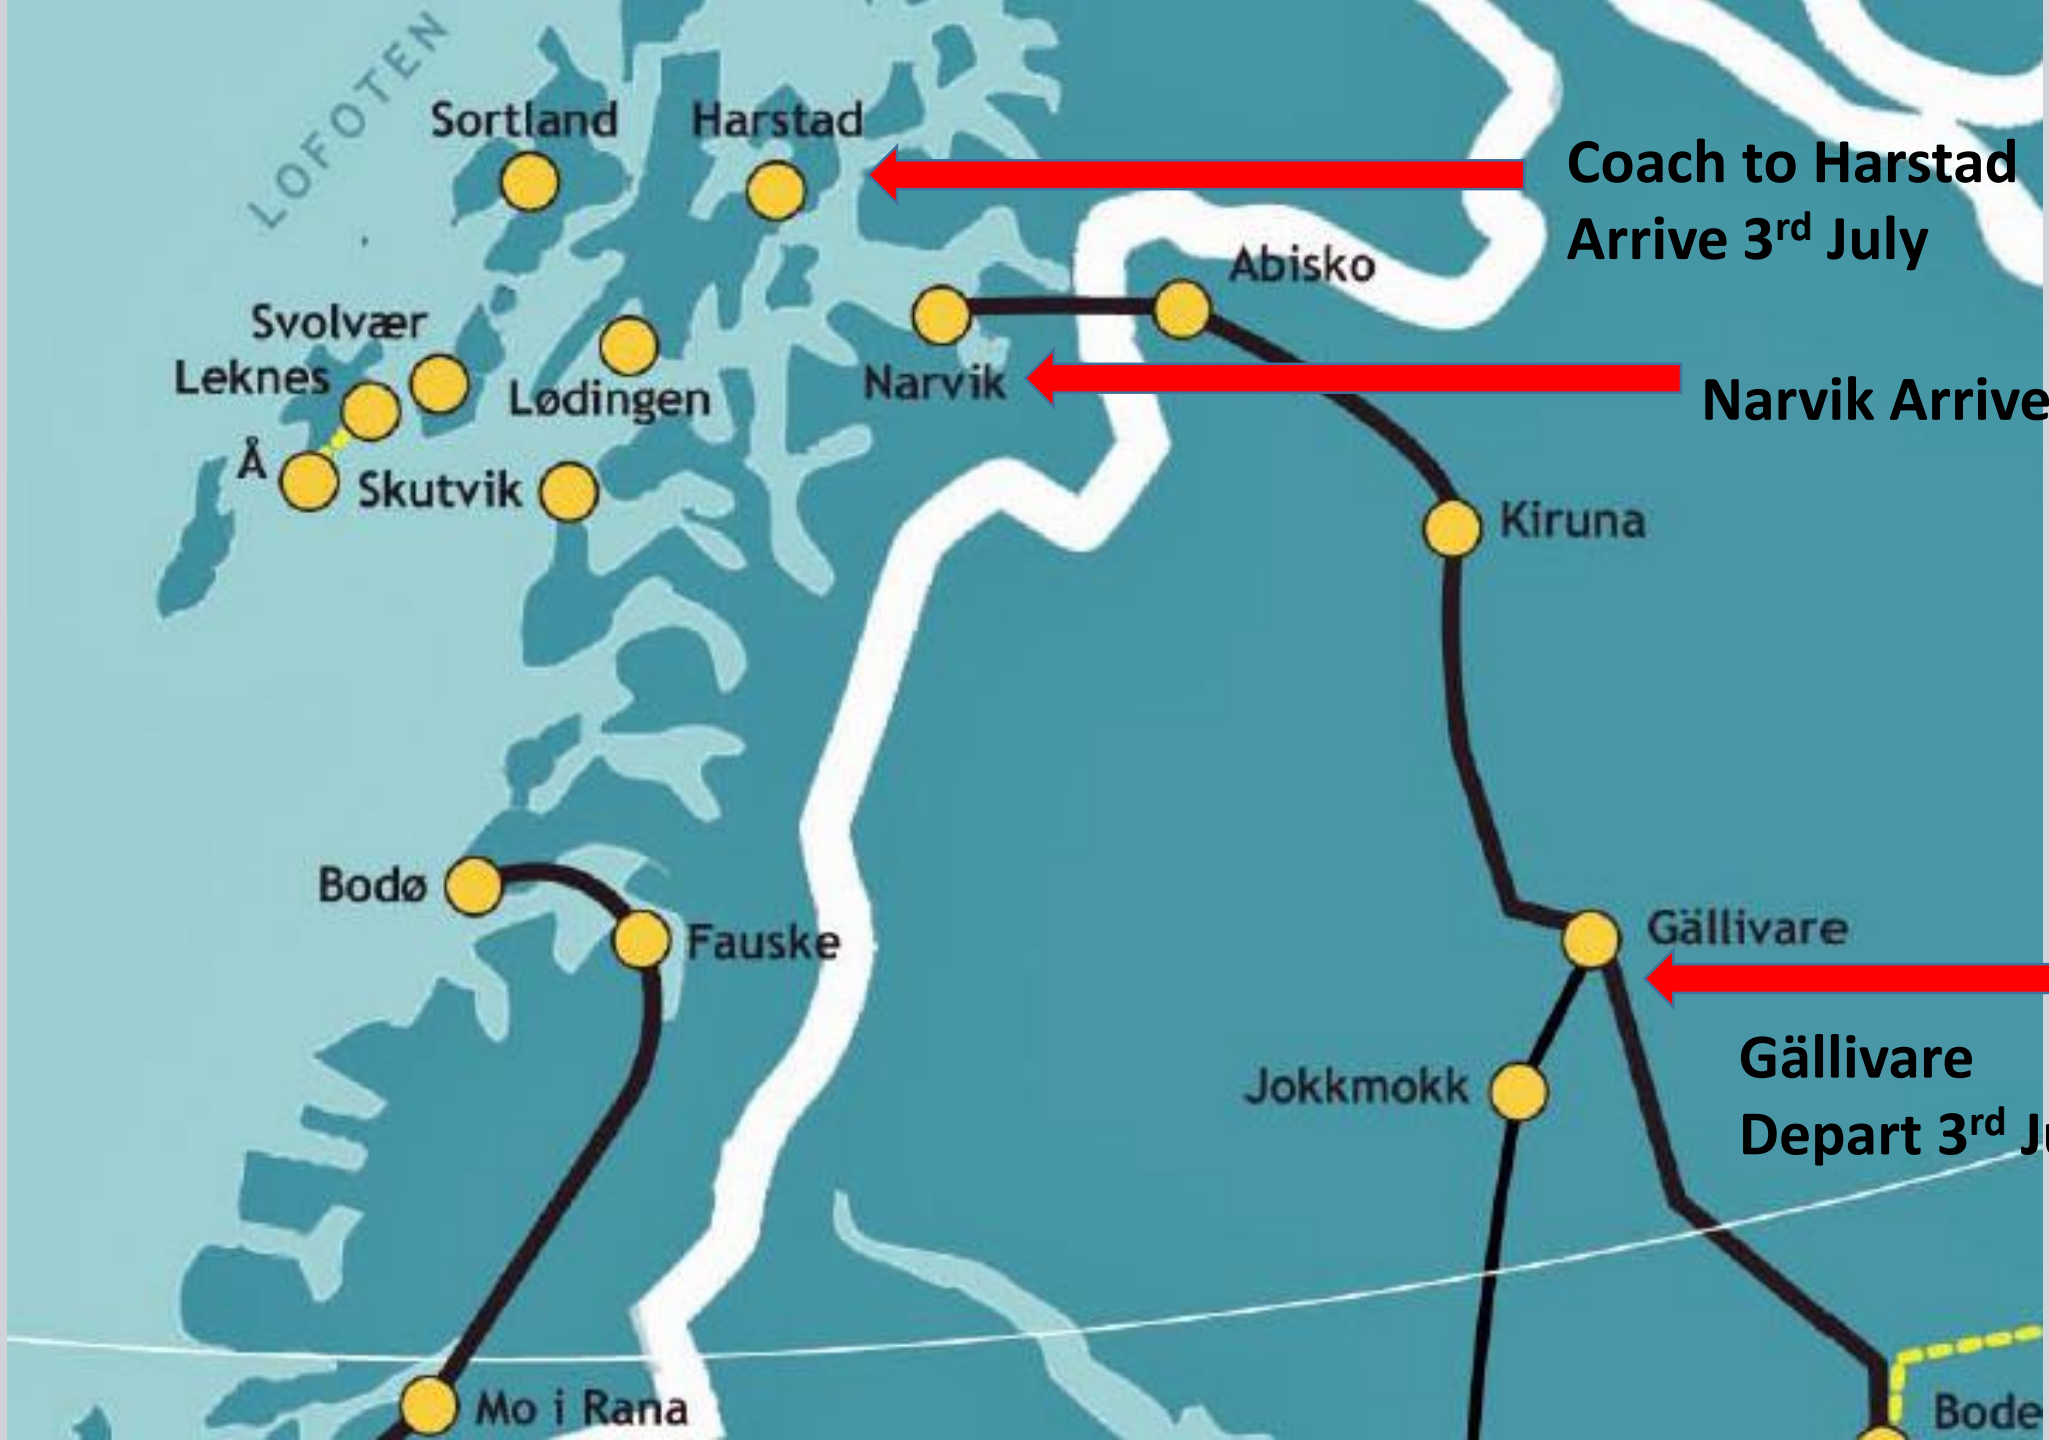 LOFOTEN
Sortland
Harstad
Coach to Harstad
Arrive 3rd July
Abisko
Svolvær
Leknes
Lødingen
Narvik
Narvik Arrive
Å
Skutvik
Kiruna
Bodø
Fauske
Gällivare
Gällivare
Depart 3rd
Jokkmokk
Mo i Rana
Bode